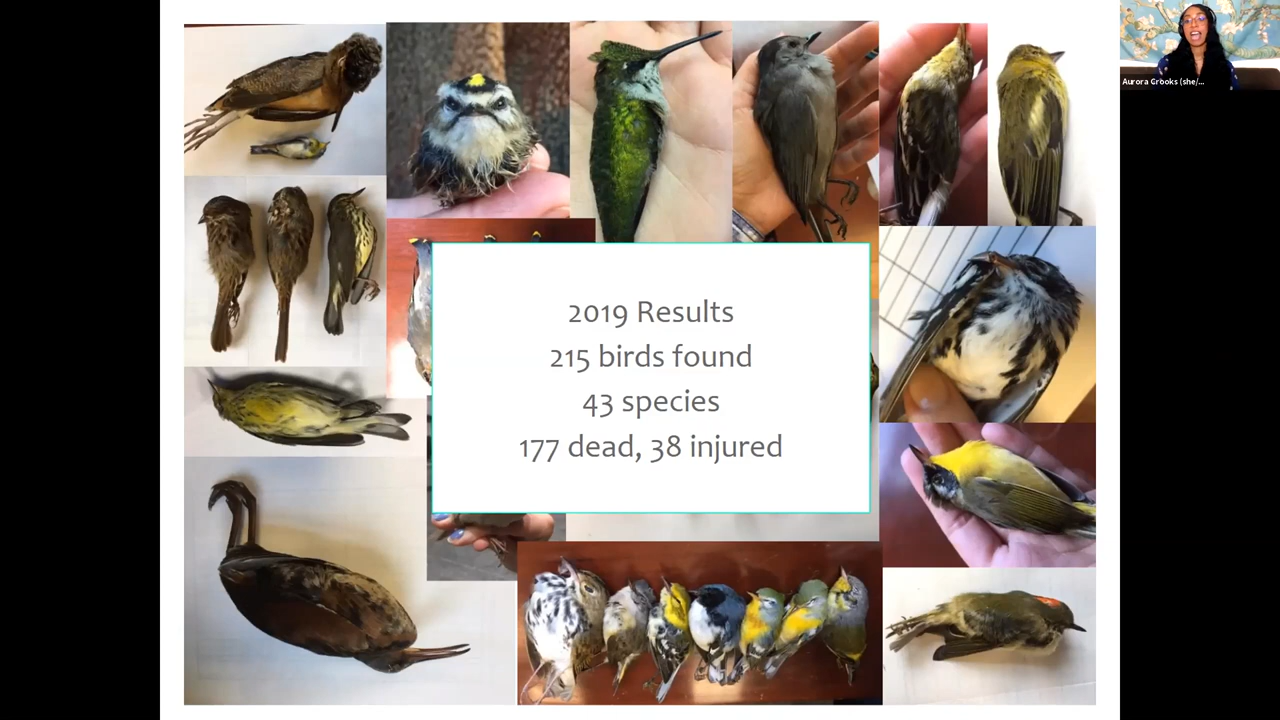 Aurora Crooks (she/...
2019 Results
215 birds found
43 species
177 dead, 38 injured